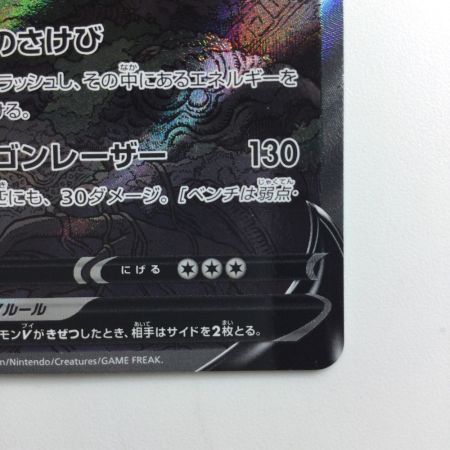 のさけび
ラッシュし、その中にあるエネルギーを
ける。
ゴンレーザー 130
にも、30ダメージ。[ベンチは弱点・
にげる
ルール
モンVがきぜつしたとき、相手はサイドを2枚とる。
n/Nintendo/Creatures/GAME FREAK.